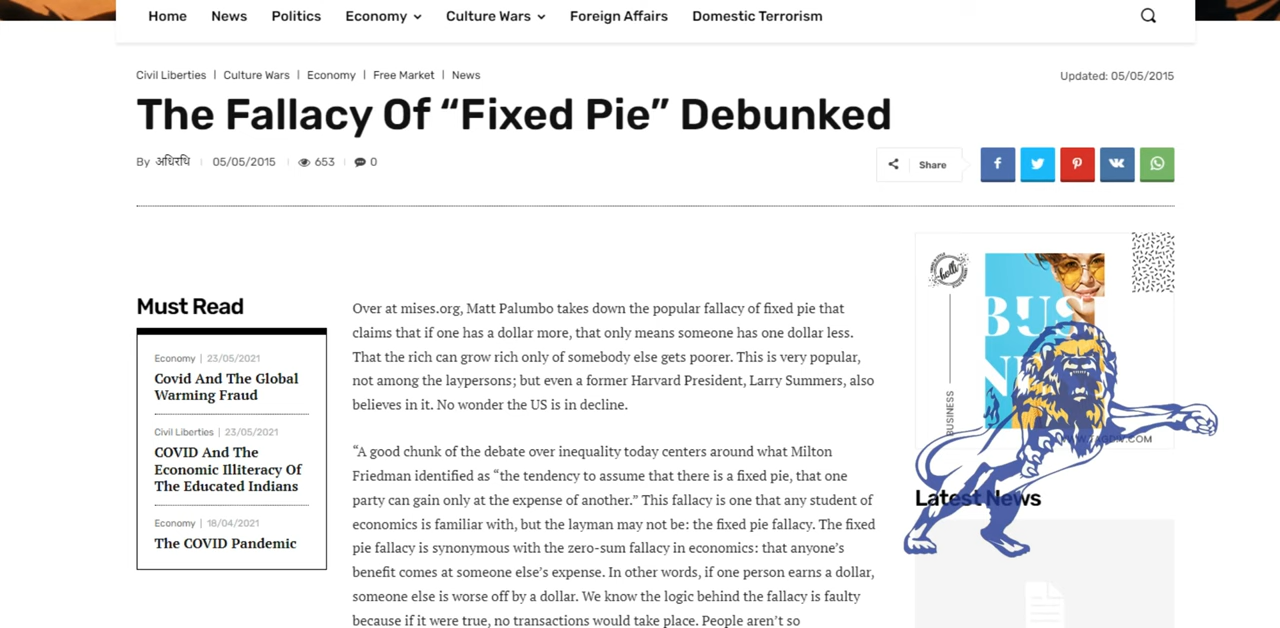 Home News Politics Economy Culture Wars Foreign Affairs Domestic Terrorism
Civil Liberties | Culture Wars | Economy | Free Market | News
Updated: 05/05/2015
The Fallacy Of “Fixed Pie” Debunked
By अधिरथि 05/05/2015 653 0
Share
Must Read
Economy | 23/05/2021
Covid And The Global
Warming Fraud
Civil Liberties | 23/05/2021
COVID And The
Economic Illiteracy Of
The Educated Indians
Economy | 18/04/2021
The COVID Pandemic
Over at mises.org, Matt Palumbo takes down the popular fallacy of fixed pie that
claims that if one has a dollar more, that only means someone has one dollar less.
That the rich can grow rich only of somebody else gets poorer. This is very popular,
not among the laypersons; but even a former Harvard President, Larry Summers, also
believes in it. No wonder the US is in decline.
“A good chunk of the debate over inequality today centers around what Milton
Friedman identified as “the tendency to assume that there is a fixed pie, that one
party can gain only at the expense of another.” This fallacy is one that any student of
economics is familiar with, but the layman may not be: the fixed pie fallacy. The fixed
pie fallacy is synonymous with the zero-sum fallacy in economics: that anyone’s
benefit comes at someone else’s expense. In other words, if one person earns a dollar,
someone else is worse off by a dollar. We know the logic behind the fallacy is faulty
because if it were true, no transactions would take place. People aren’t so
holli
BUSI
NE
BUSINESS
Latest News